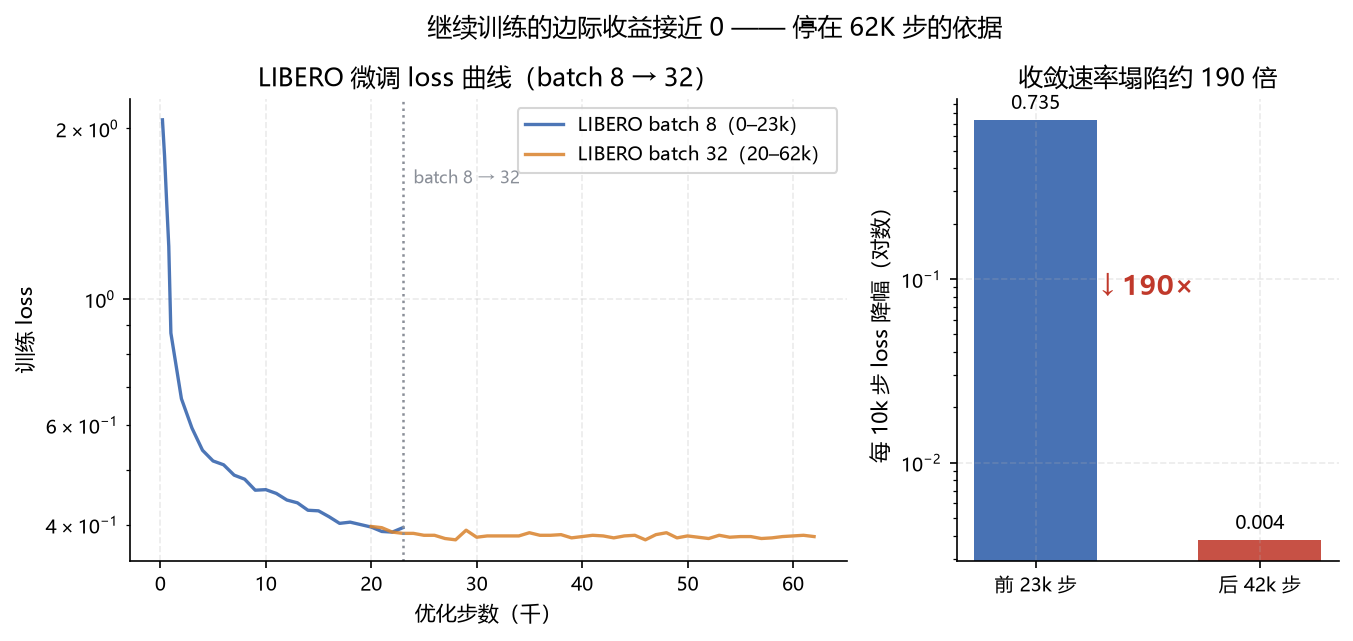 继续训练的边际收益接近 0 —— 停在 62K 步的依据
LIBERO 微调 loss 曲线（batch 8 → 32）
训练 loss
2 × 10⁰
10⁰
6 × 10⁻¹
4 × 10⁻¹
LIBERO batch 8（0–23k）
LIBERO batch 32（20–62k）
batch 8 → 32
0
10
20
30
40
50
60
优化步数（千）
收敛速率塌陷约 190 倍
每 10k 步 loss 降幅（对数）
10⁻¹
10⁻²
0.735
↓ 190×
0.004
前 23k 步
后 42k 步